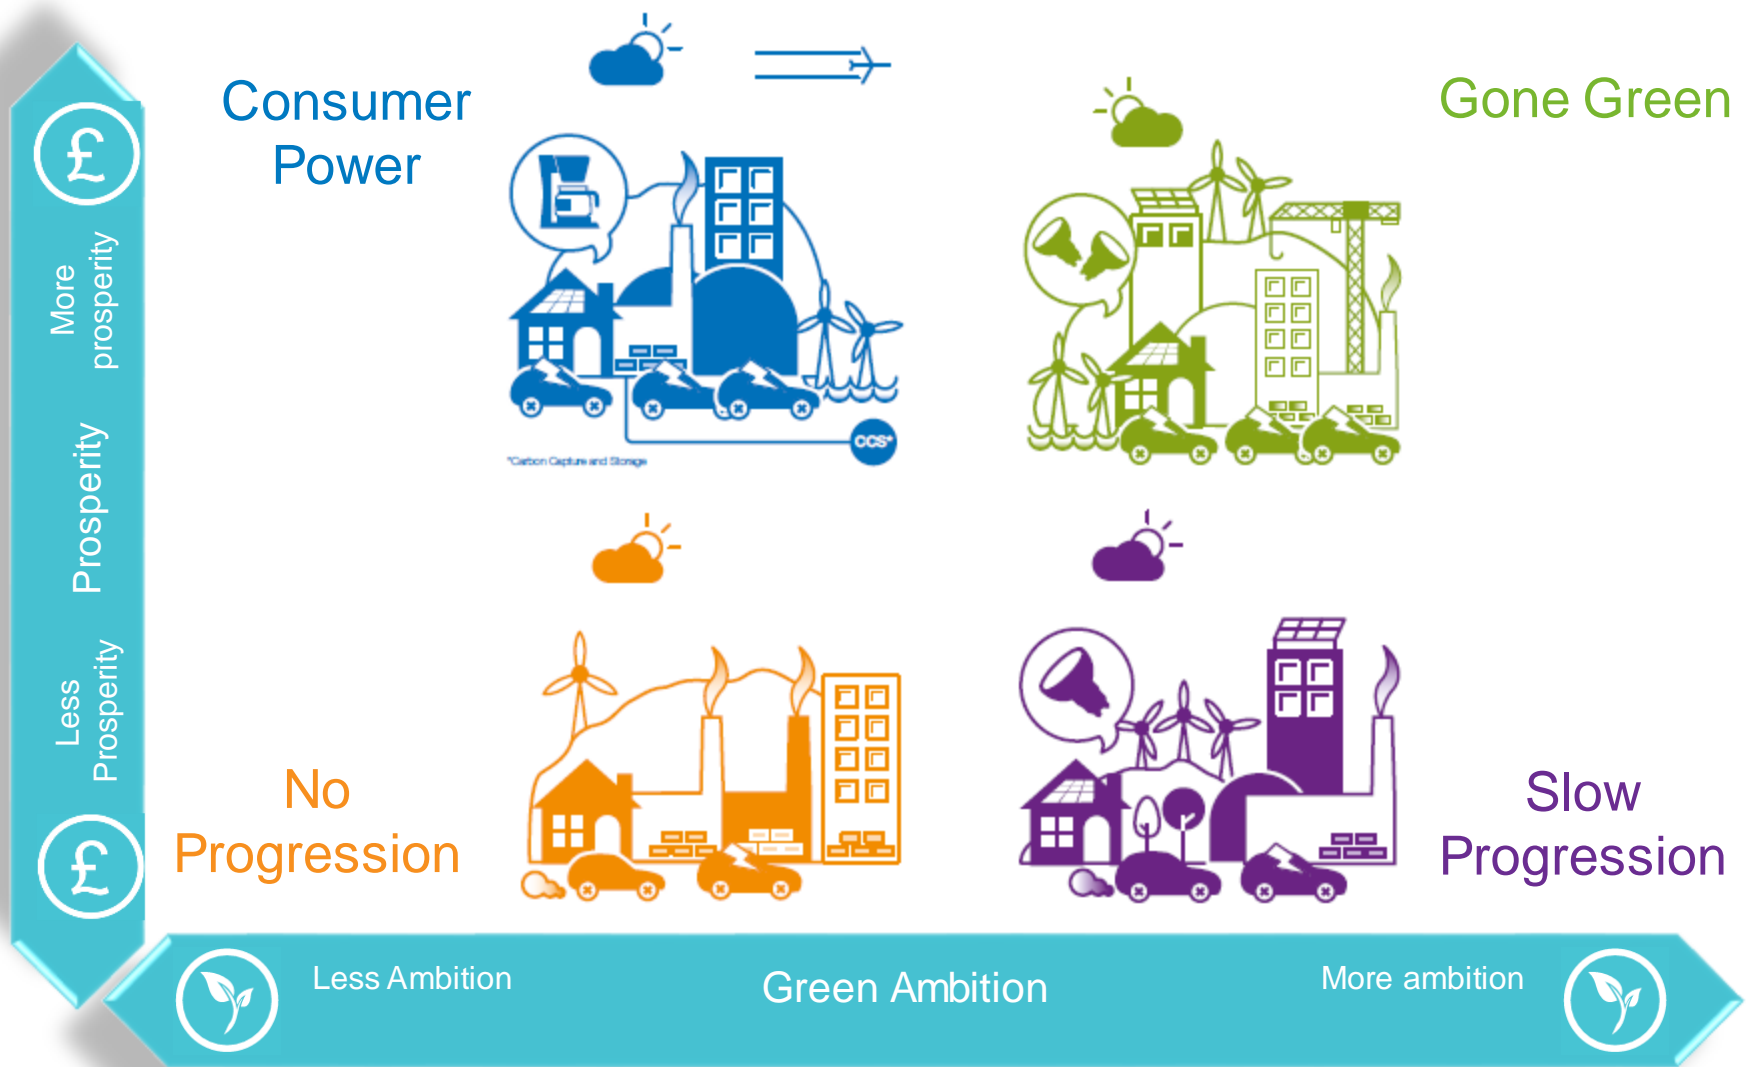 Consumer
Power
Gone Green
£
More
prosperity
Prosperity
Less
Prosperity
£
CCS*
*Carbon Capture and Storage
No
Progression
Slow
Progression
Less Ambition
Green Ambition
More ambition